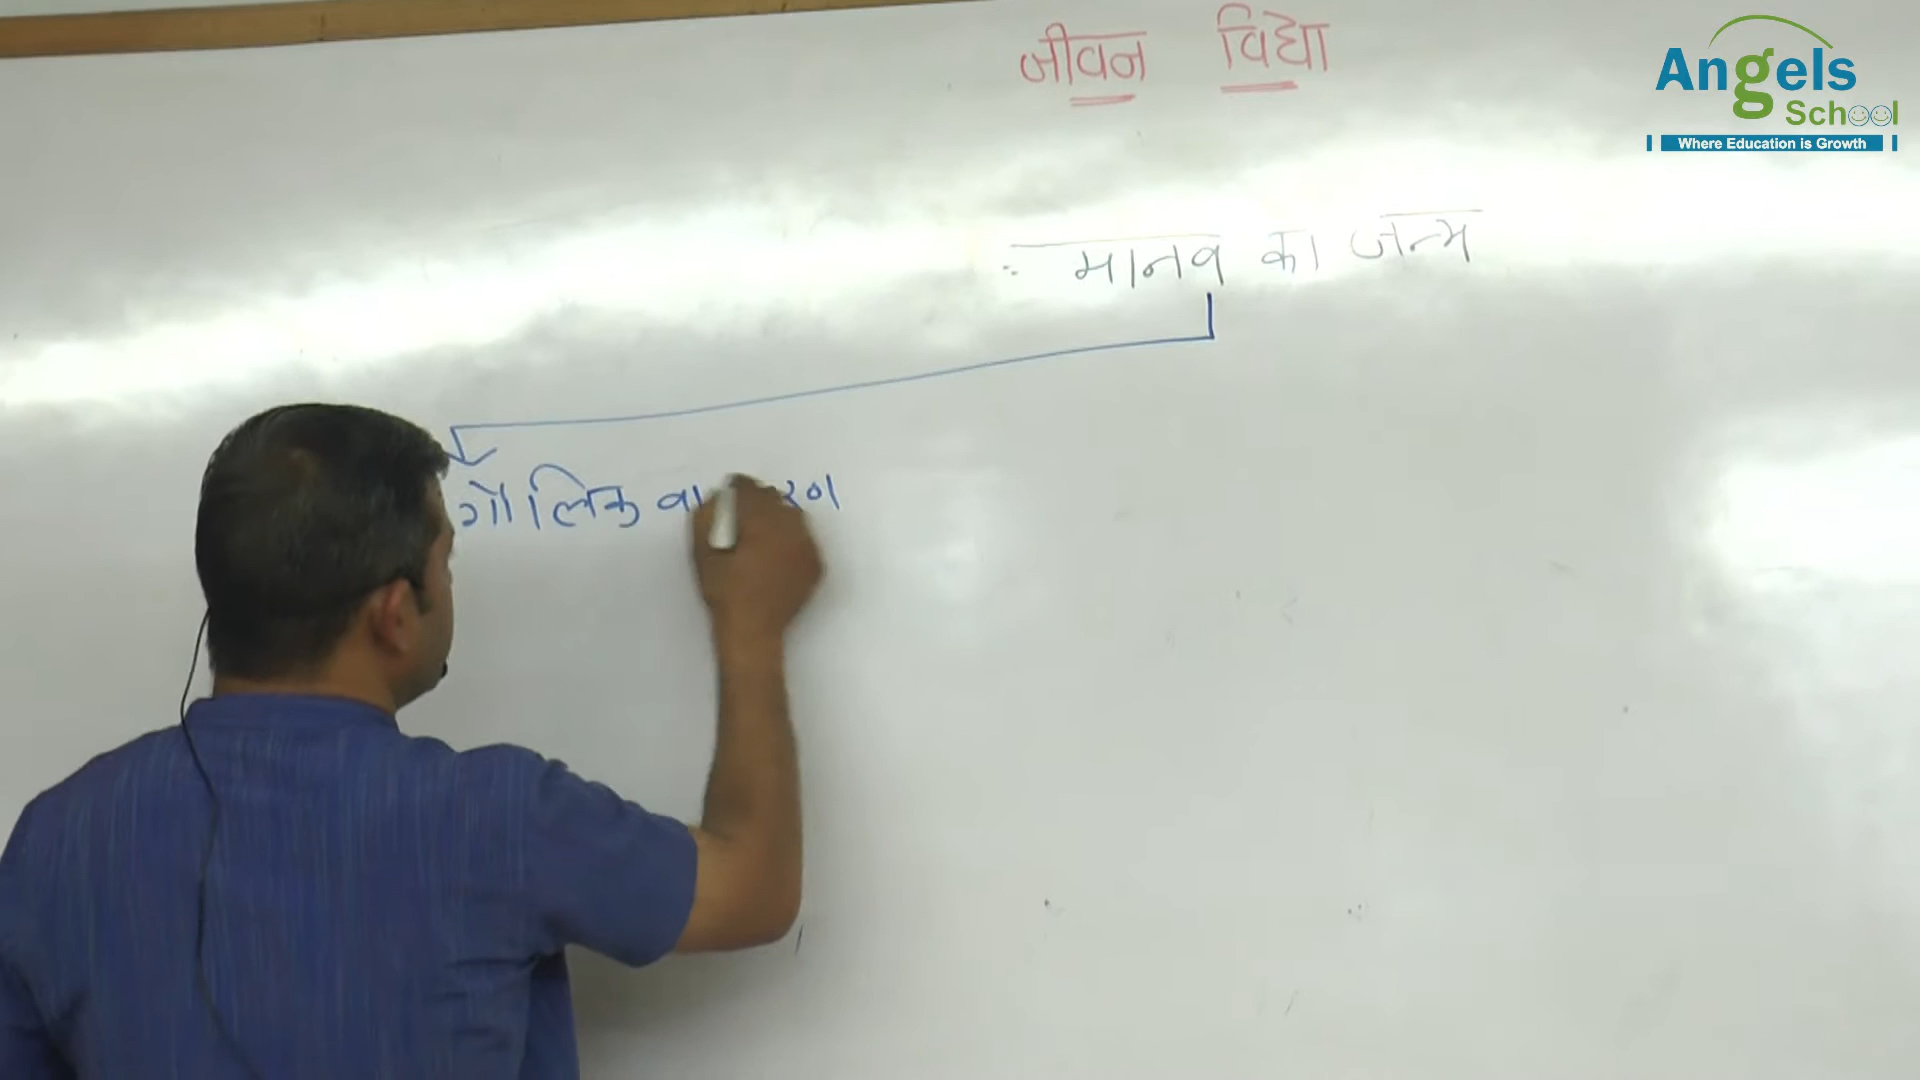 जीवन विद्या
Angels
School
Where Education is Growth
मानव का जन्म
गोलिक